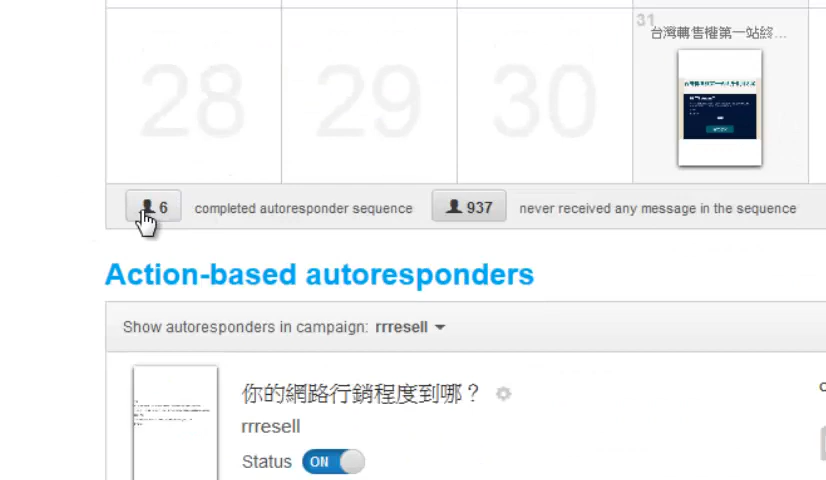 31
台灣轉售權第一站終...
28
29
30
6
completed autoresponder sequence
937
never received any message in the sequence
Action-based autoresponders
Show autoresponders in campaign: rrresell
你的網路行銷程度到哪？
rrresell
Status
ON